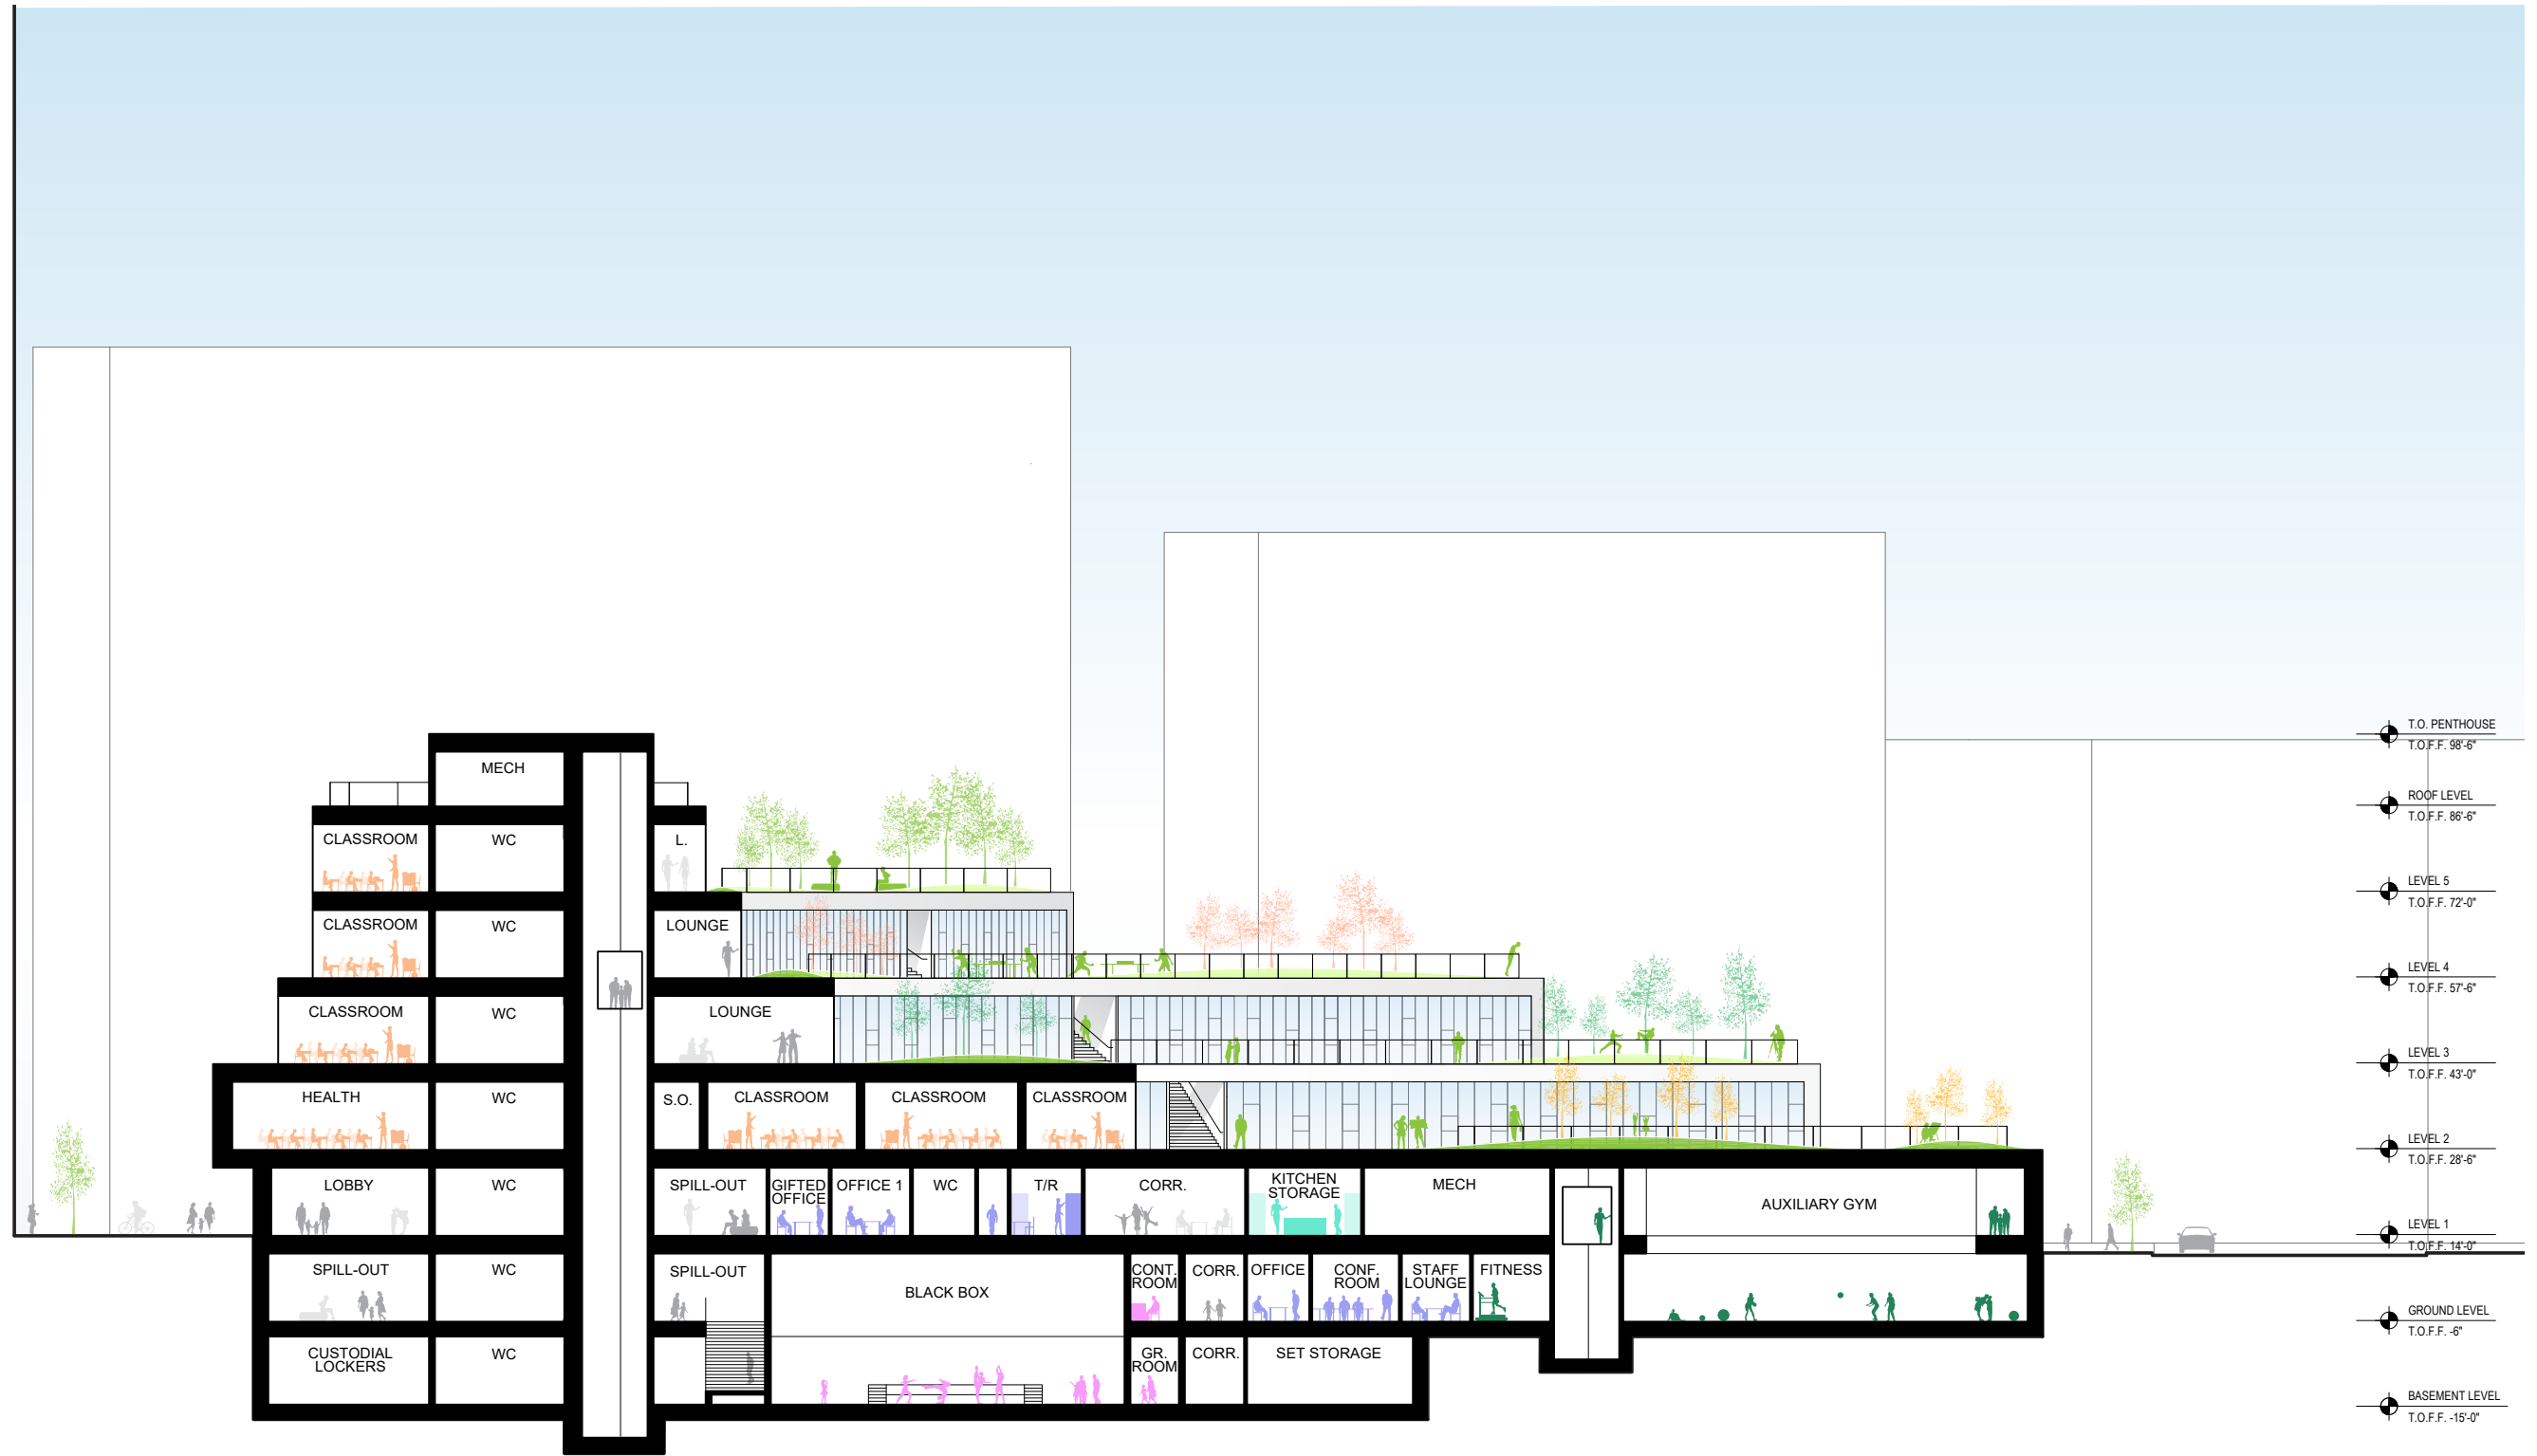 T.O. PENTHOUSE
T.O.F.F. 98'-6"
MECH
ROOF LEVEL
T.O.F.F. 86'-6"
CLASSROOM
WC
L.
LEVEL 5
T.O.F.F. 72'-0"
CLASSROOM
WC
LOUNGE
LEVEL 4
T.O.F.F. 57'-6"
CLASSROOM
WC
LOUNGE
LEVEL 3
T.O.F.F. 43'-0"
HEALTH
WC
S.O.
CLASSROOM
CLASSROOM
CLASSROOM
LEVEL 2
T.O.F.F. 28'-6"
LOBBY
WC
SPILL-OUT
GIFTED
OFFICE
OFFICE 1
WC
T/R
CORR.
KITCHEN
STORAGE
MECH
AUXILIARY GYM
LEVEL 1
T.O.F.F. 14'-0"
SPILL-OUT
WC
SPILL-OUT
BLACK BOX
CONT.
ROOM
CORR.
OFFICE
CONF.
ROOM
STAFF
LOUNGE
FITNESS
GROUND LEVEL
T.O.F.F. -6"
CUSTODIAL
LOCKERS
WC
GR.
ROOM
CORR.
SET STORAGE
BASEMENT LEVEL
T.O.F.F. -15'-0"